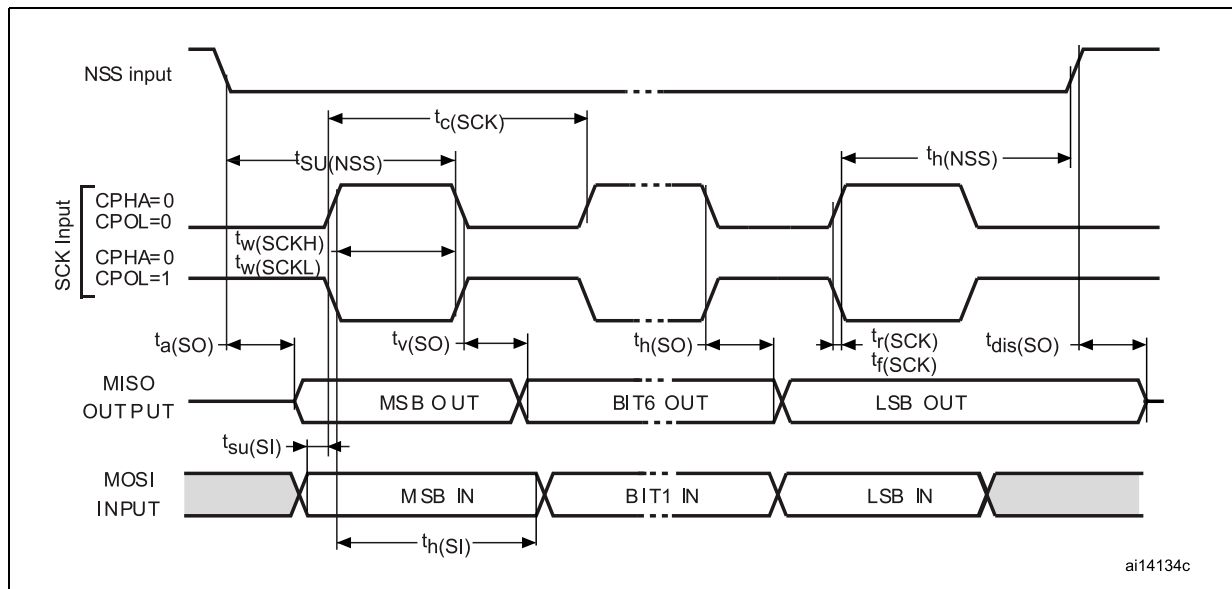 NSS input
tc(SCK)
tSU(NSS)
th(NSS)
SCK Input
CPHA=0
CPOL=0
tw(SCKH)
CPHA=0
tw(SCKL)
CPOL=1
ta(SO)
tv(SO)
th(SO)
tr(SCK)
tf(SCK)
tdis(SO)
MISO
OUTPUT
MSB OUT
BIT6 OUT
LSB OUT
tsu(SI)
MOSI
INPUT
MSB IN
BIT1 IN
LSB IN
th(SI)
ai14134c